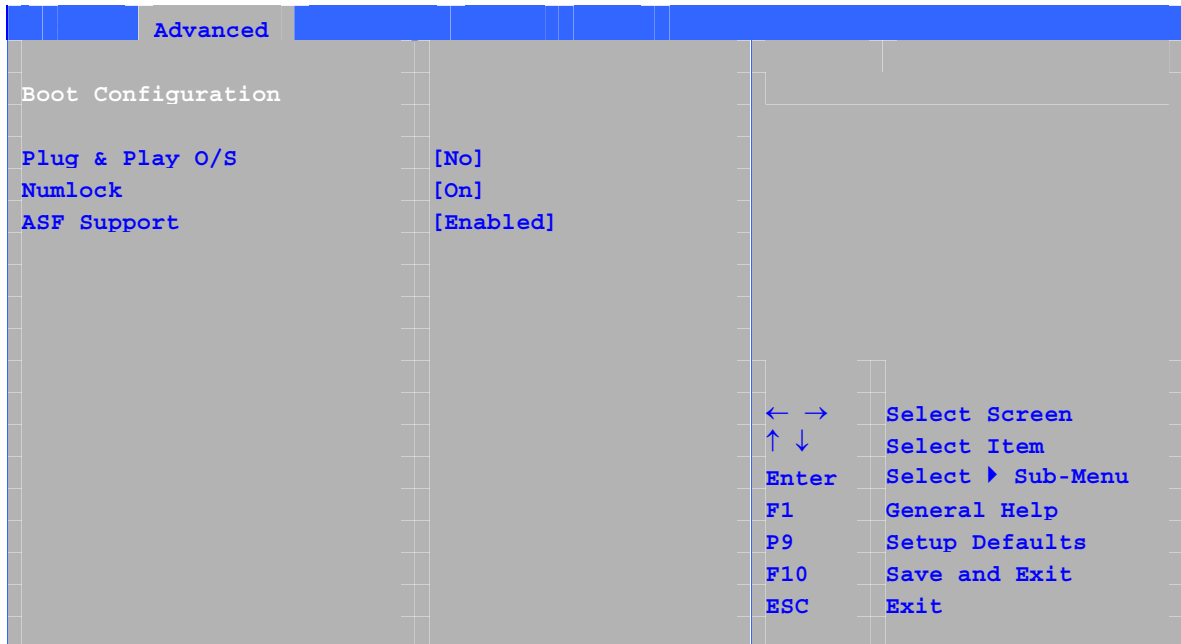 Advanced
Boot Configuration
Plug & Play O/S [No]
Numlock [On]
ASF Support [Enabled]
← → Select Screen
↑ ↓ Select Item
Enter Select ▶ Sub-Menu
F1 General Help
P9 Setup Defaults
F10 Save and Exit
ESC Exit